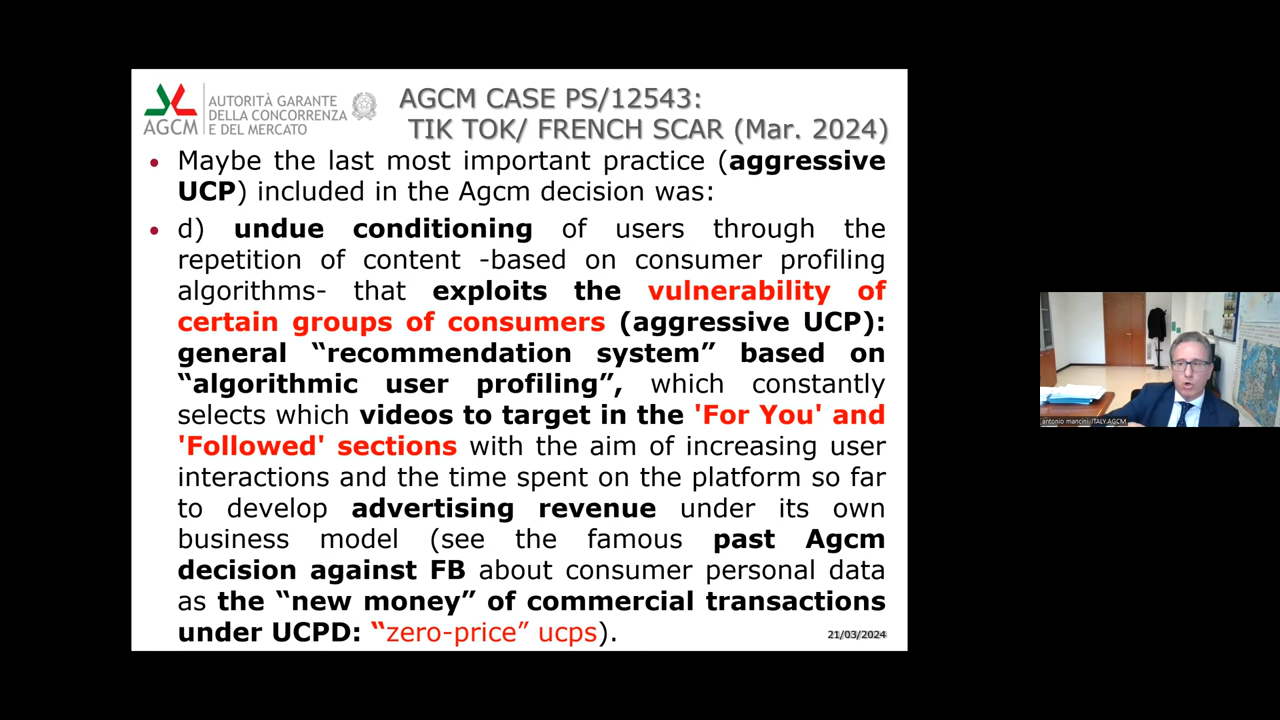 AUTORITÀ GARANTE
DELLA CONCORRENZA
E DEL MERCATO
AGCM
AGCM CASE PS/12543:
TIK TOK/ FRENCH SCAR (Mar. 2024)
• Maybe the last most important practice (aggressive
UCP) included in the Agcm decision was:
• d) undue conditioning of users through the
repetition of content -based on consumer profiling
algorithms- that exploits the vulnerability of
certain groups of consumers (aggressive UCP):
general “recommendation system” based on
“algorithmic user profiling”, which constantly
selects which videos to target in the 'For You' and
'Followed' sections with the aim of increasing user
interactions and the time spent on the platform so far
to develop advertising revenue under its own
business model (see the famous past Agcm
decision against FB about consumer personal data
as the “new money” of commercial transactions
under UCPD: “zero-price” ucps).
21/03/2024
antonio mancini/ITALY.AGCM